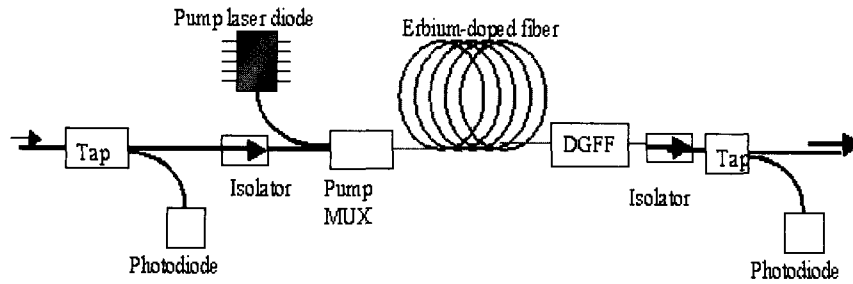 Pump laser diode
Erbium-doped fiber
Tap
Isolator
Pump
MUX
DGFF
Isolator
Tap
Photodiode
Photodiode